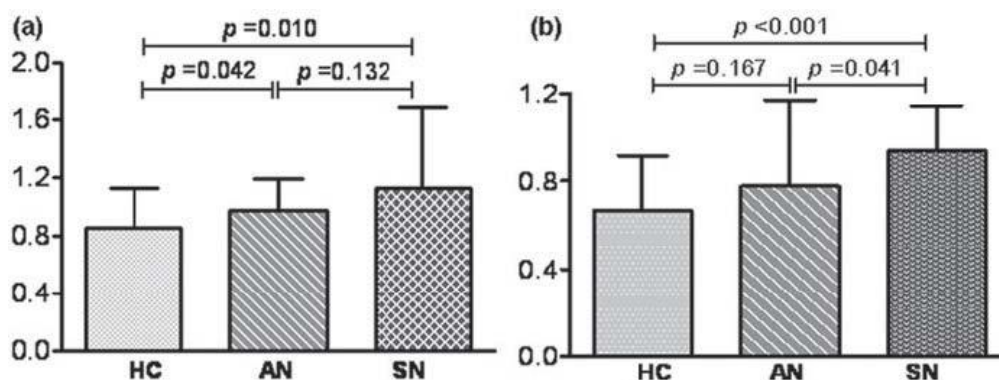 (a)
p =0.010
p =0.042 p =0.132
2.0
1.6
1.2
0.8
0.4
0.0
HC AN SN
(b)
p <0.001
p =0.167 p =0.041
1.2
0.8
0.4
0.0
HC AN SN